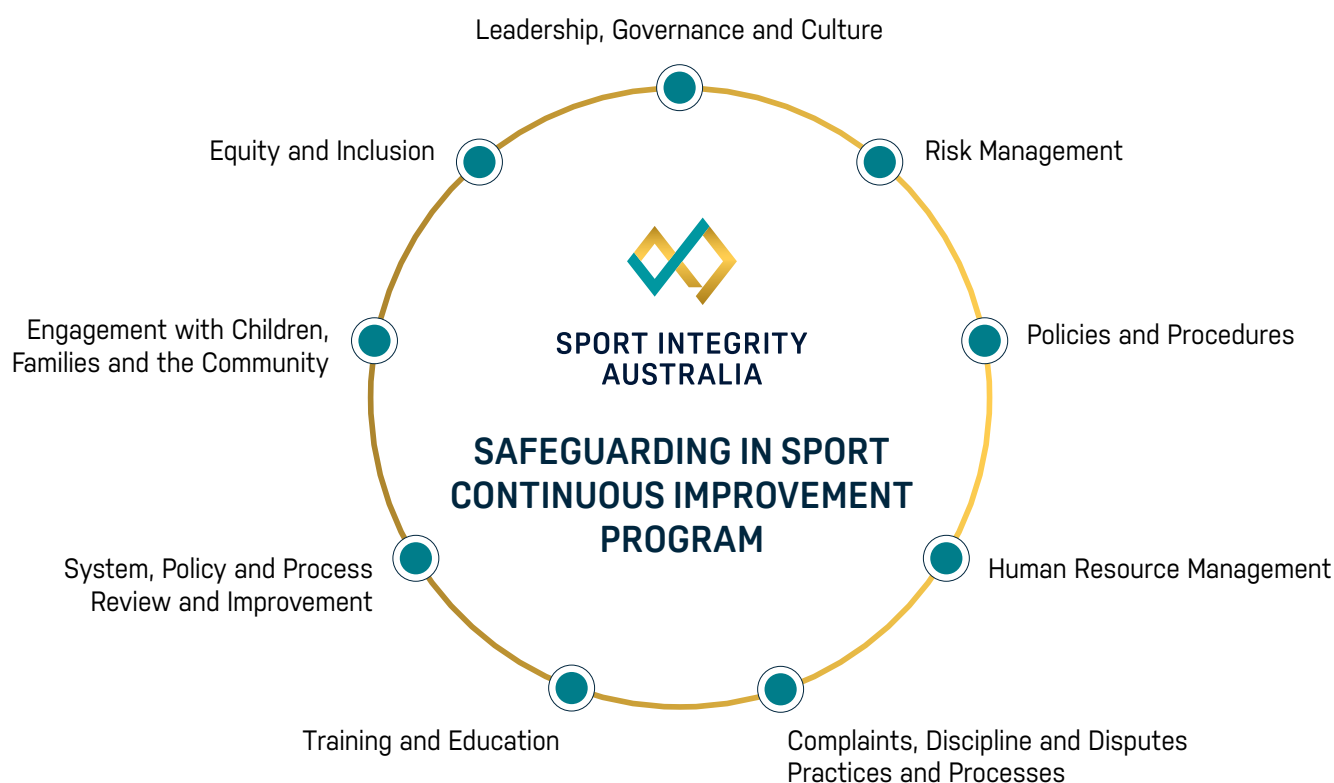 Leadership, Governance and Culture
Equity and Inclusion
Risk Management
Engagement with Children,
Families and the Community
Policies and Procedures
SPORT INTEGRITY
AUSTRALIA
SAFEGUARDING IN SPORT
CONTINUOUS IMPROVEMENT
PROGRAM
System, Policy and Process
Review and Improvement
Human Resource Management
Training and Education
Complaints, Discipline and Disputes
Practices and Processes